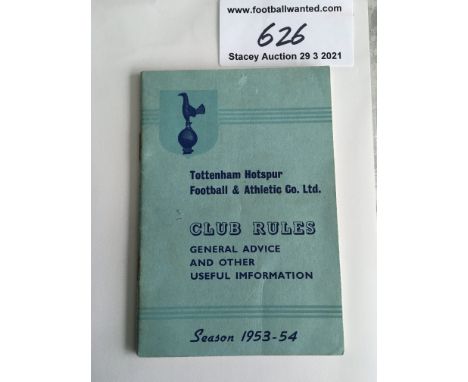 www.footballwanted.com
626
Stacey Auction 29 3 2021
Tottenham Hotspur
Football & Athletic Co. Ltd.
CLUB RULES
GENERAL ADVICE
AND OTHER
USEFUL IMFORMATION
Season 1953-54